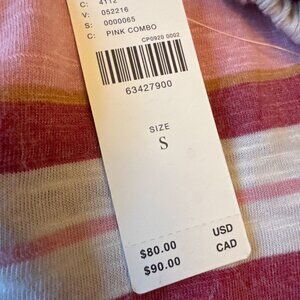 C: 4112
V: 052216
S: 0000065
C: PINK COMBO
CP0920 0002
63427900
SIZE
S
$80.00 USD
$90.00 CAD